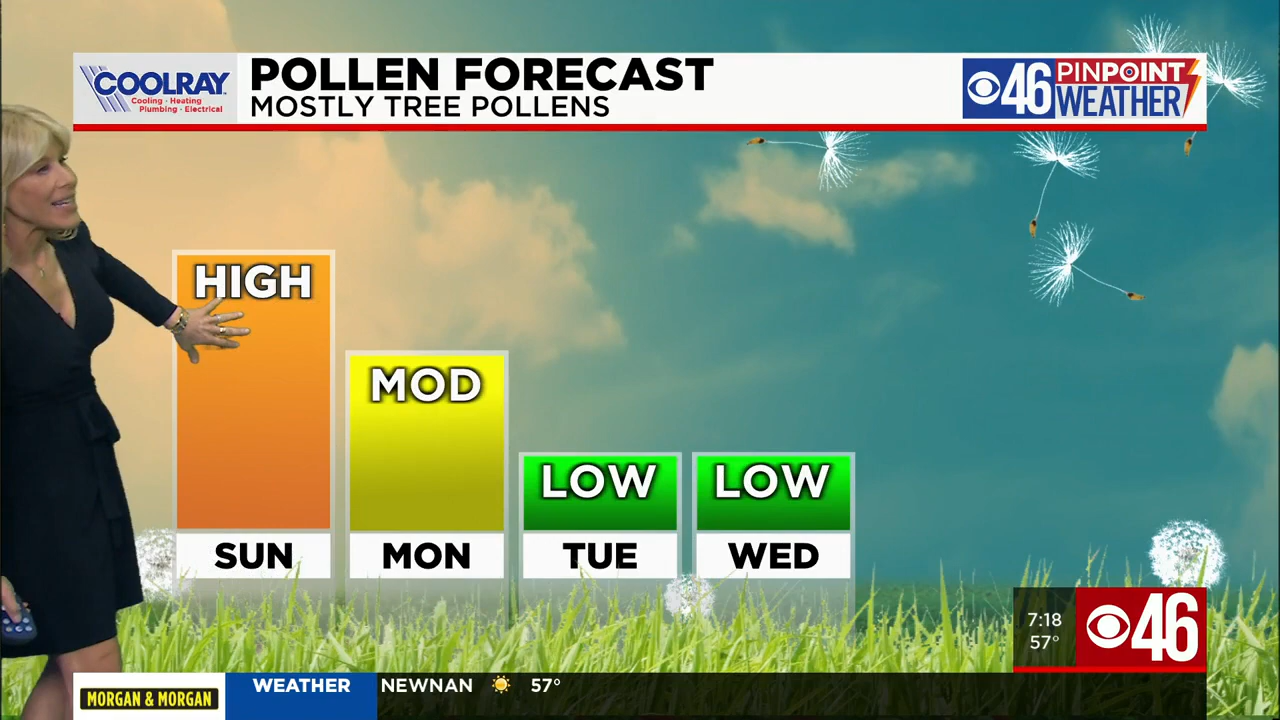 COOLRAY
Cooling · Heating
Plumbing · Electrical
POLLEN FORECAST
MOSTLY TREE POLLENS
46 PINPOINT
WEATHER
HIGH
MOD
LOW
LOW
SUN
MON
TUE
WED
7:18
57°
46
MORGAN & MORGAN
WEATHER
NEWNAN
57°